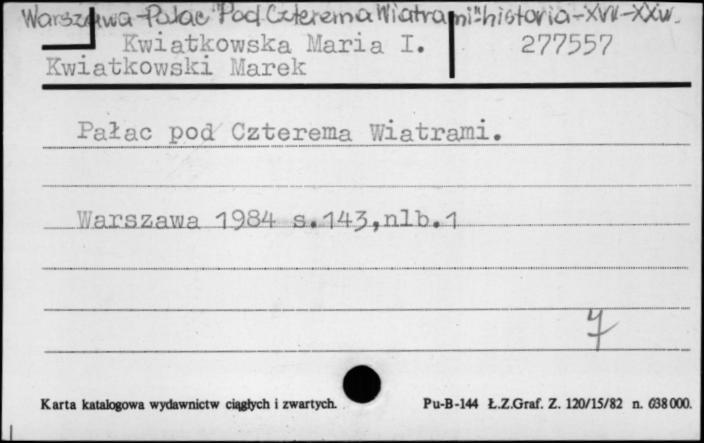 Warszawa-Pałac "Pod Czterema Wiatrami"-historia-XVII-XXw.
Kwiatkowska Maria I. 277557
Kwiatkowski Marek
Pałac pod Czterema Wiatrami.
Warszawa 1984 s.143,nlb.1
4
Karta katalogowa wydawnictw ciągłych i zwartych. Pu-B-144 Ł.Z.Graf. Z. 120/15/82 n. 638000.